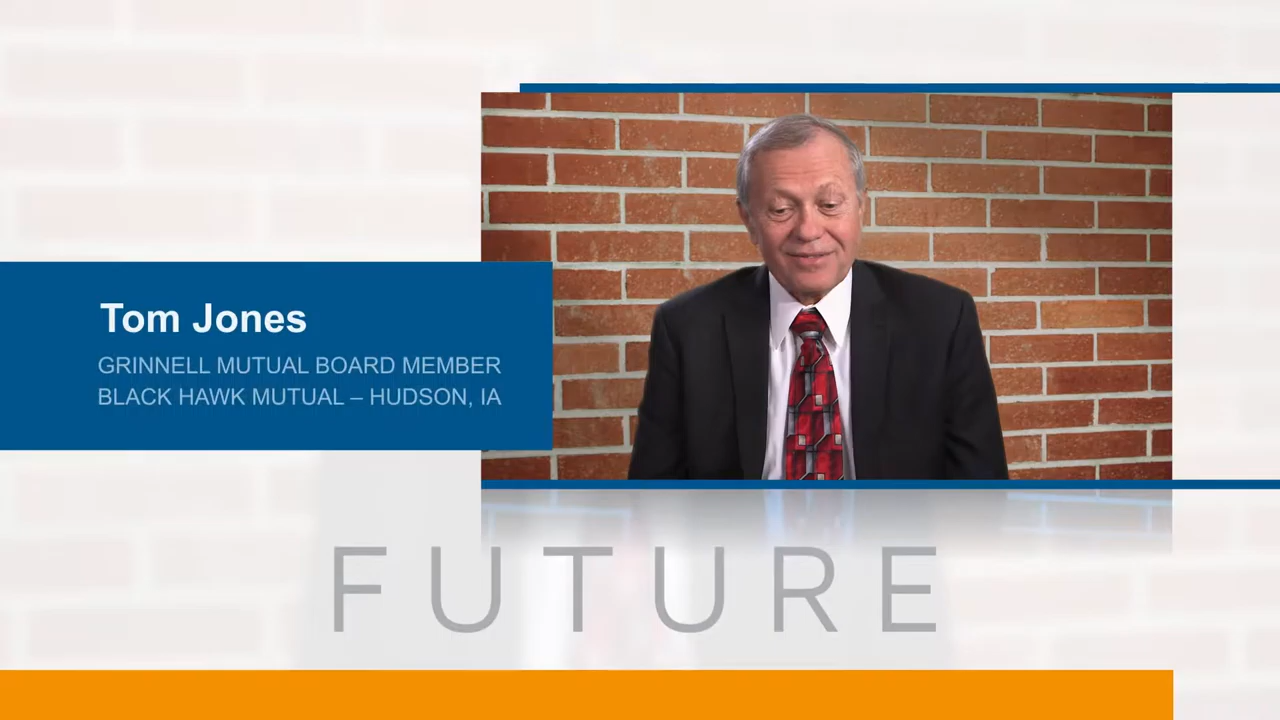 Tom Jones
GRINNELL MUTUAL BOARD MEMBER
BLACK HAWK MUTUAL – HUDSON, IA
FUTURE